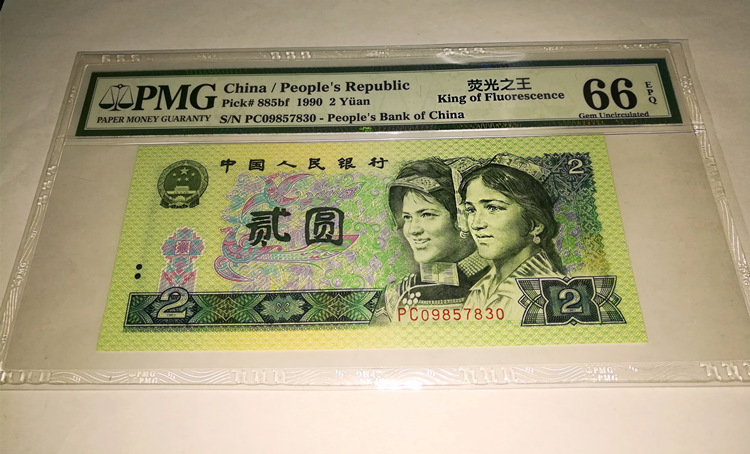 PMG
PAPER MONEY GUARANTY
China / People's Republic
Pick# 885bf 1990 2 Yüan
S/N PC09857830 - People's Bank of China
荧光之王
King of Fluorescence
66
EPQ
Gem Uncirculated
中国人民银行
2
贰圆
2
PC09857830
2
PMG
PMG